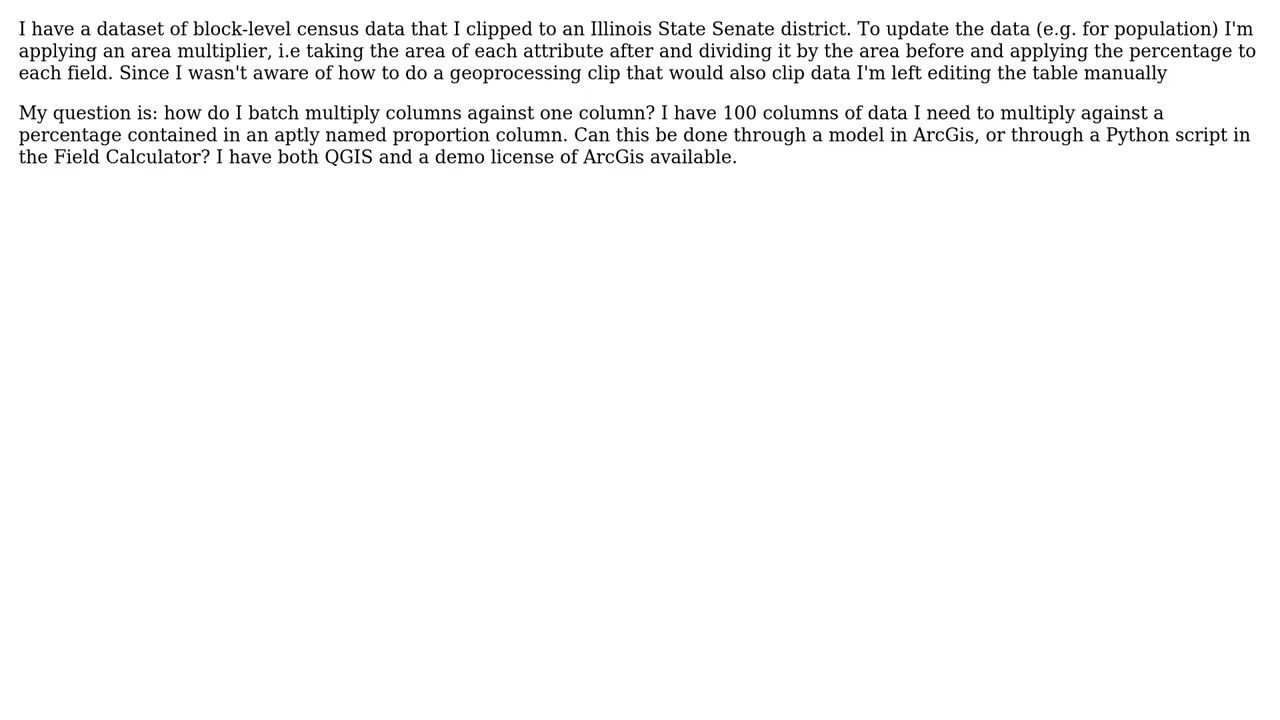 I have a dataset of block-level census data that I clipped to an Illinois State Senate district. To update the data (e.g. for population) I'm
applying an area multiplier, i.e taking the area of each attribute after and dividing it by the area before and applying the percentage to
each field. Since I wasn't aware of how to do a geoprocessing clip that would also clip data I'm left editing the table manually
My question is: how do I batch multiply columns against one column? I have 100 columns of data I need to multiply against a
percentage contained in an aptly named proportion column. Can this be done through a model in ArcGis, or through a Python script in
the Field Calculator? I have both QGIS and a demo license of ArcGis available.